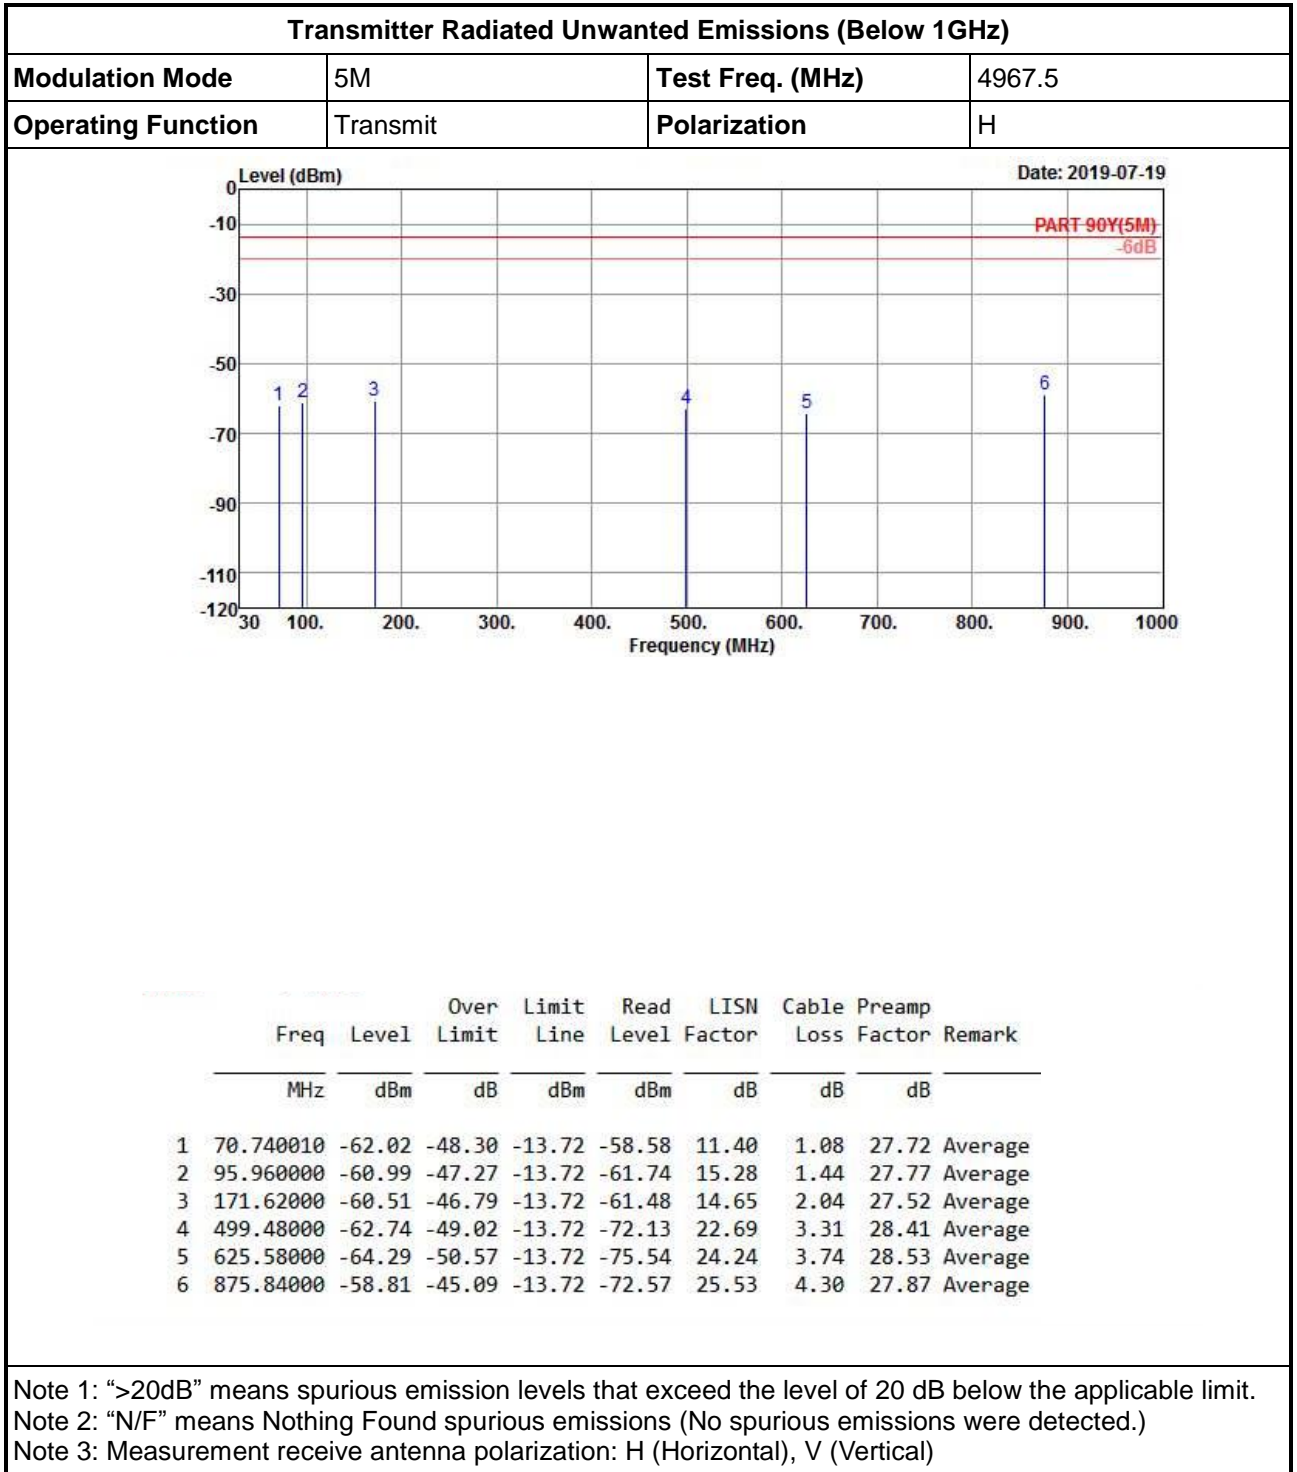 Transmitter Radiated Unwanted Emissions (Below 1GHz)
Modulation Mode 5M Test Freq. (MHz) 4967.5
Operating Function Transmit Polarization H
Level (dBm) Date: 2019-07-19
0
-10
PART 90Y(5M)
-6dB
-30
-50
1 2 3 4 5 6
-70
-90
-110
-120
30 100. 200. 300. 400. 500. 600. 700. 800. 900. 1000
Frequency (MHz)
Over Limit Read LISN Cable Preamp
Freq Level Limit Line Level Factor Loss Factor Remark
MHz dBm dB dBm dBm dB dB dB
1 70.740010 -62.02 -48.30 -13.72 -58.58 11.40 1.08 27.72 Average
2 95.960000 -60.99 -47.27 -13.72 -61.74 15.28 1.44 27.77 Average
3 171.62000 -60.51 -46.79 -13.72 -61.48 14.65 2.04 27.52 Average
4 499.48000 -62.74 -49.02 -13.72 -72.13 22.69 3.31 28.41 Average
5 625.58000 -64.29 -50.57 -13.72 -75.54 24.24 3.74 28.53 Average
6 875.84000 -58.81 -45.09 -13.72 -72.57 25.53 4.30 27.87 Average
Note 1: “>20dB” means spurious emission levels that exceed the level of 20 dB below the applicable limit.
Note 2: “N/F” means Nothing Found spurious emissions (No spurious emissions were detected.)
Note 3: Measurement receive antenna polarization: H (Horizontal), V (Vertical)